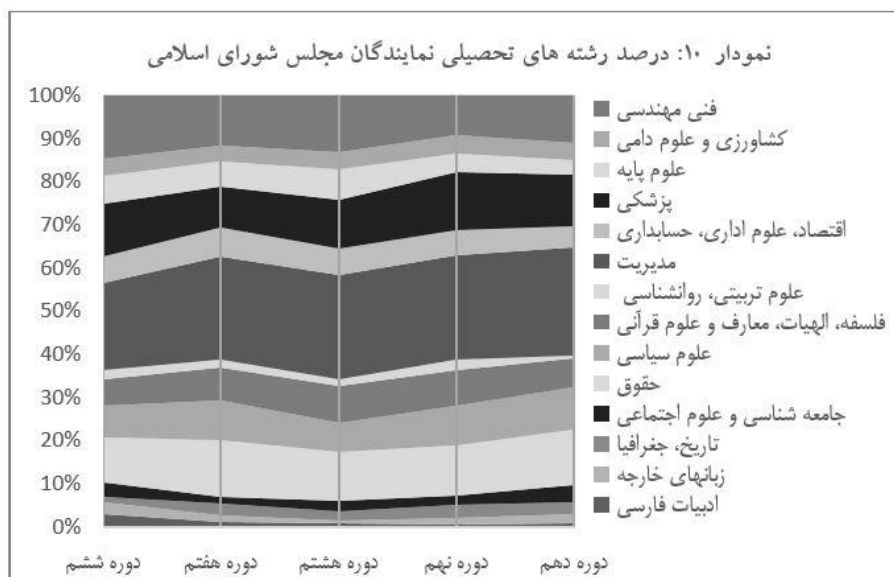 نمودار ۱۰: درصد رشته های تحصیلی نمایندگان مجلس شورای اسلامی
100%
90%
80%
70%
60%
50%
40%
30%
20%
10%
0%
دوره ششم
دوره هفتم
دوره هشتم
دوره نهم
دوره دهم
فنی مهندسی
کشاورزی و علوم دامی
علوم پایه
پزشکی
اقتصاد، علوم اداری، حسابداری
مدیریت
علوم تربیتی، روانشناسی
فلسفه، الهیات، معارف و علوم قرآنی
علوم سیاسی
حقوق
جامعه شناسی و علوم اجتماعی
تاریخ، جغرافیا
زبانهای خارجه
ادبیات فارسی